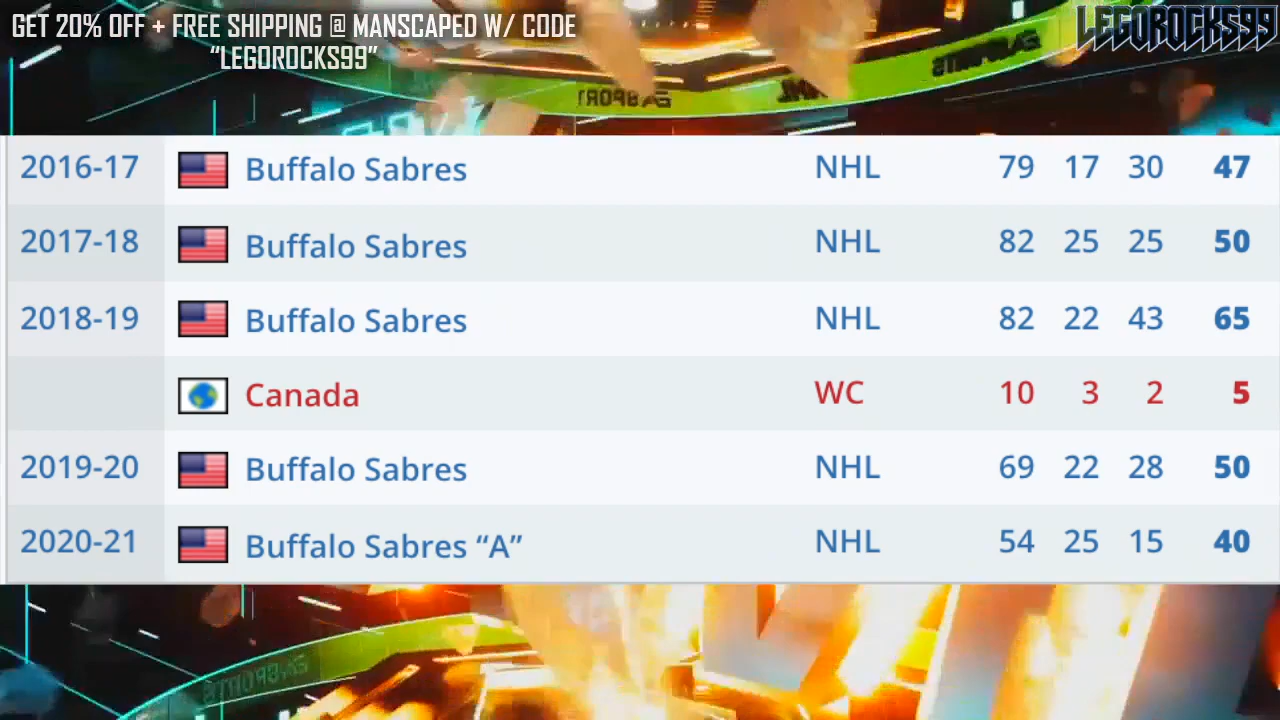 GET 20% OFF + FREE SHIPPING @ MANSCAPED W/ CODE
"LEGOROCKS99"
LEGOROCKS99
2016-17 Buffalo Sabres NHL 79 17 30 47
2017-18 Buffalo Sabres NHL 82 25 25 50
2018-19 Buffalo Sabres NHL 82 22 43 65
Canada WC 10 3 2 5
2019-20 Buffalo Sabres NHL 69 22 28 50
2020-21 Buffalo Sabres “A” NHL 54 25 15 40